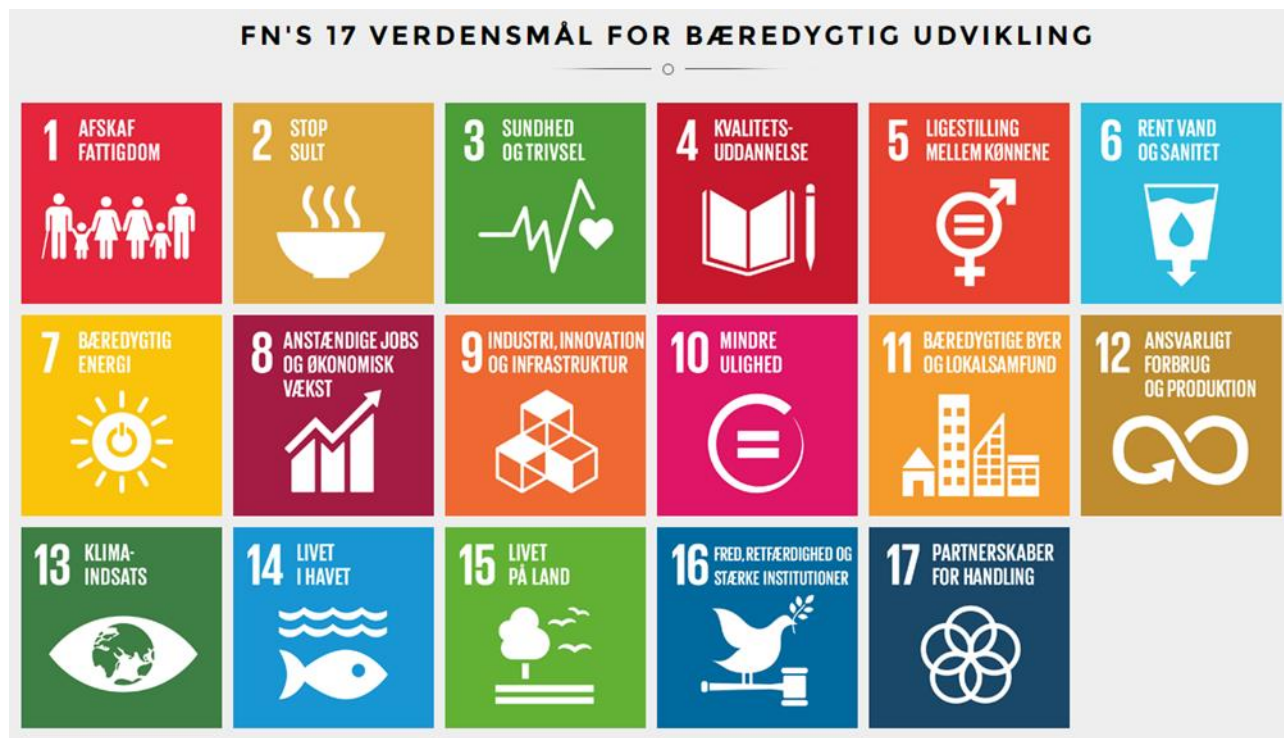 FN'S 17 VERDENSMÅL FOR BÆREDYGTIG UDVIKLING
1 AFSKAF
FATTIGDOM
2 STOP
SULT
3 SUNDHED
OG TRIVSEL
4 KVALITETS-
UDDANNELSE
5 LIGESTILLING
MELLEM KØNNENE
6 RENT VAND
OG SANITET
7 BÆREDYGTIG
ENERGI
8 ANSTÆNDIGE JOBS
OG ØKONOMISK
VÆKST
9 INDUSTRI, INNOVATION
OG INFRASTRUKTUR
10 MINDRE
ULIGHED
11 BÆREDYGTIGE BYER
OG LOKALSAMFUND
12 ANSVARLIGT
FORBRUG
OG PRODUKTION
13 KLIMA-
INDSATS
14 LIVET
I HAVET
15 LIVET
PÅ LAND
16 FRED, RETFÆRDIGHED OG
STÆRKE INSTITUTIONER
17 PARTNERSKABER
FOR HANDLING